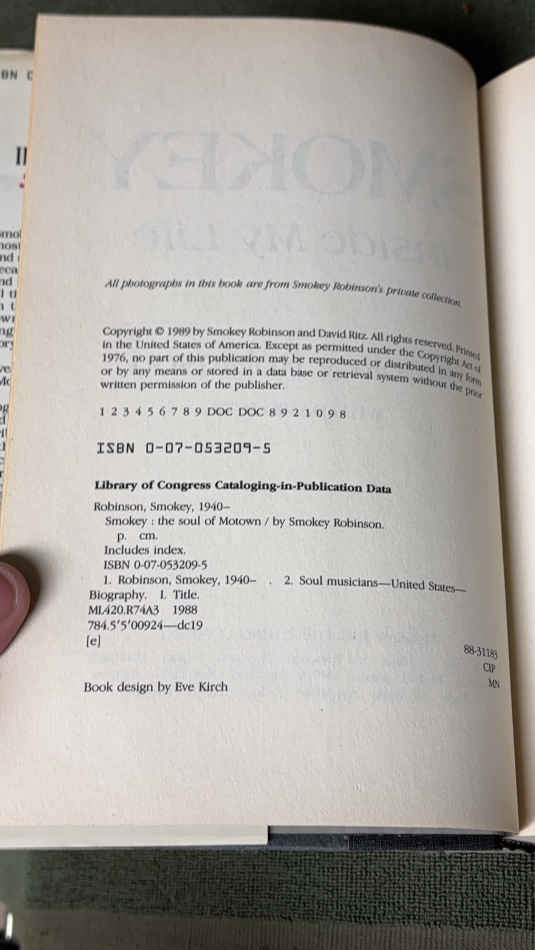 All photographs in this book are from Smokey Robinson's private collection.
Copyright © 1989 by Smokey Robinson and David Ritz. All rights reserved. Printed
in the United States of America. Except as permitted under the Copyright Act of
1976, no part of this publication may be reproduced or distributed in any form
or by any means or stored in a data base or retrieval system without the prior
written permission of the publisher.
1 2 3 4 5 6 7 8 9 DOC DOC 8 9 2 1 0 9 8
ISBN 0-07-053209-5
Library of Congress Cataloging-in-Publication Data
Robinson, Smokey, 1940–
Smokey : the soul of Motown / by Smokey Robinson.
p. cm.
Includes index.
ISBN 0-07-053209-5
1. Robinson, Smokey, 1940– . 2. Soul musicians—United States—
Biography. I. Title.
ML420.R74A3 1988
784.5'5'00924—dc19
[e]
88-31183
CIP
MN
Book design by Eve Kirch